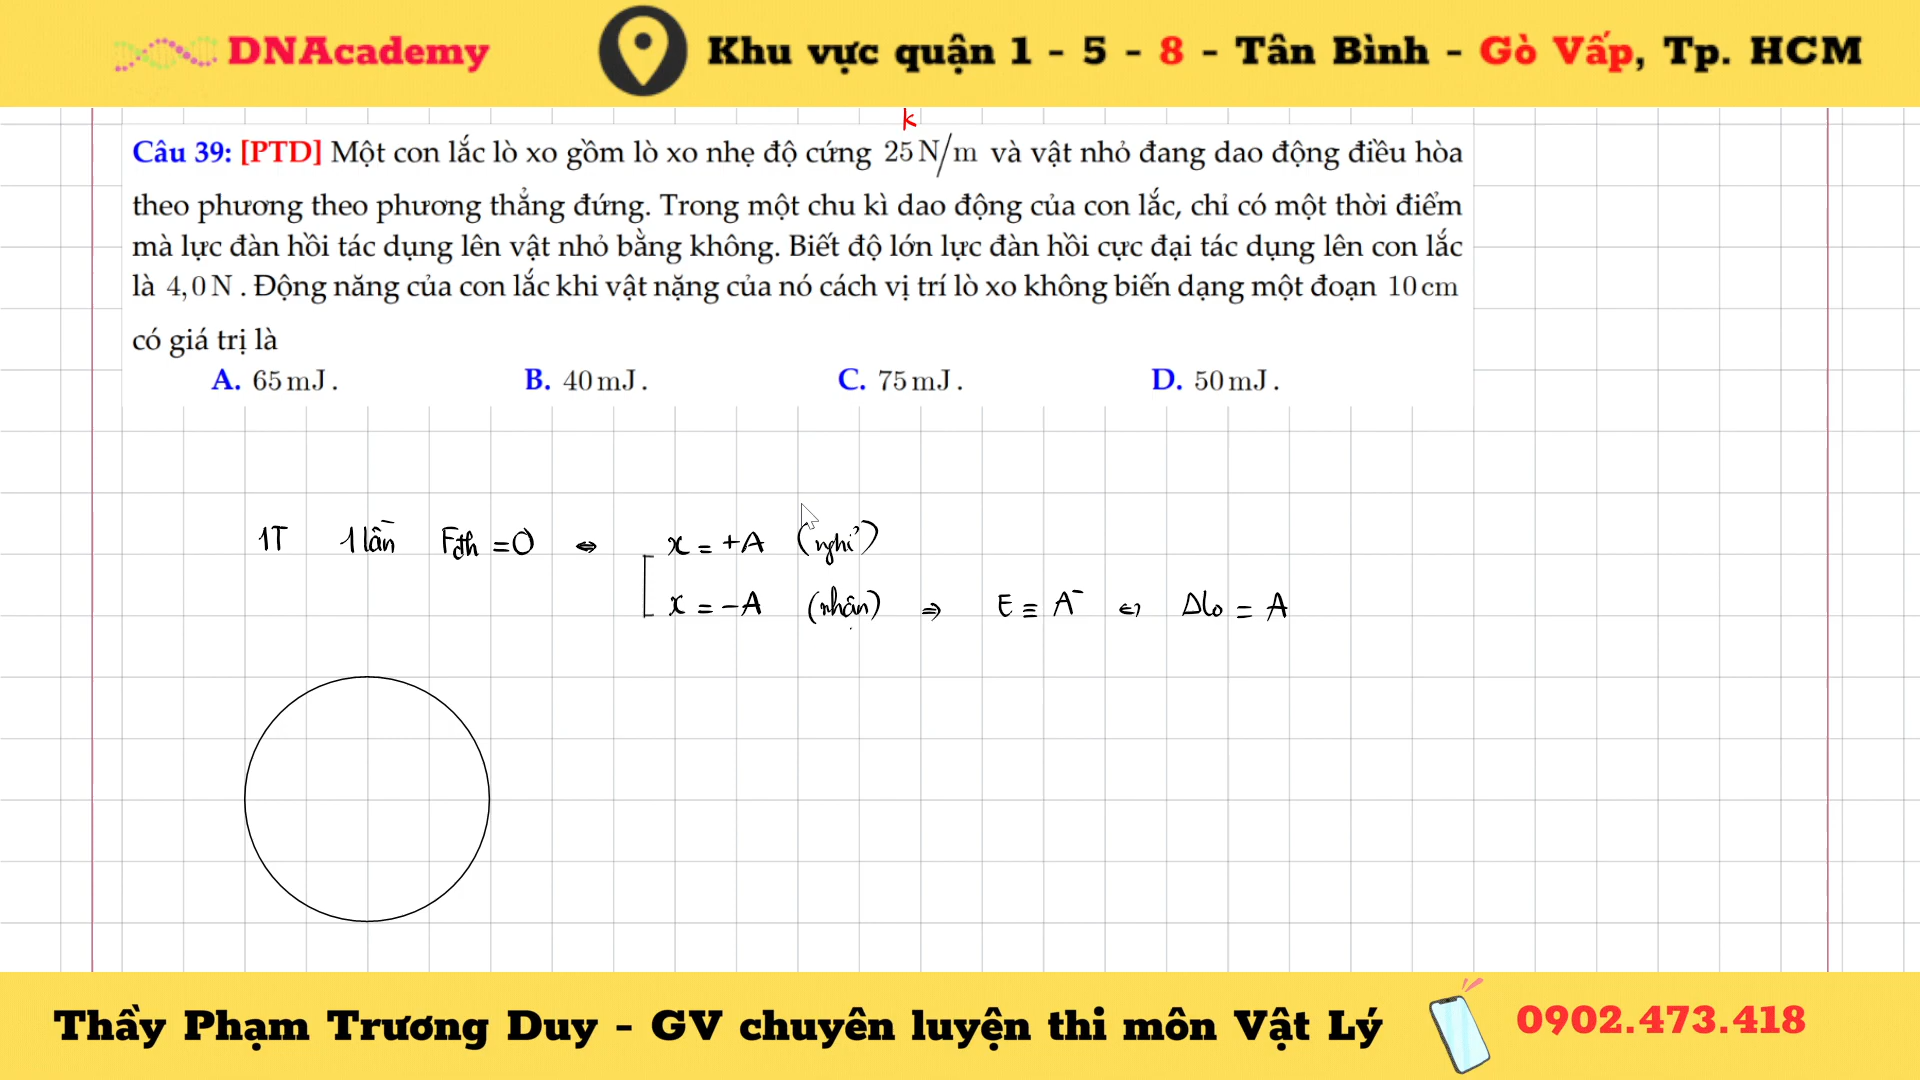 DNAcademy
Khu vực quận 1 - 5 - 8 - Tân Bình - Gò Vấp, Tp. HCM
k
Câu 39: [PTD] Một con lắc lò xo gồm lò xo nhẹ độ cứng 25 N/m và vật nhỏ đang dao động điều hòa
theo phương theo phương thẳng đứng. Trong một chu kì dao động của con lắc, chỉ có một thời điểm
mà lực đàn hồi tác dụng lên vật nhỏ bằng không. Biết độ lớn lực đàn hồi cực đại tác dụng lên con lắc
là 4,0 N. Động năng của con lắc khi vật nặng của nó cách vị trí lò xo không biến dạng một đoạn 10 cm
có giá trị là
A. 65 mJ. B. 40 mJ. C. 75 mJ. D. 50 mJ.
1T 1 lần Fđh = 0 ⇔ x = +A (nghỉ)
x = -A (nhận) ⇒ E ≡ A⁻ ⇔ Δl₀ = A
Thầy Phạm Trương Duy - GV chuyên luyện thi môn Vật Lý
0902.473.418